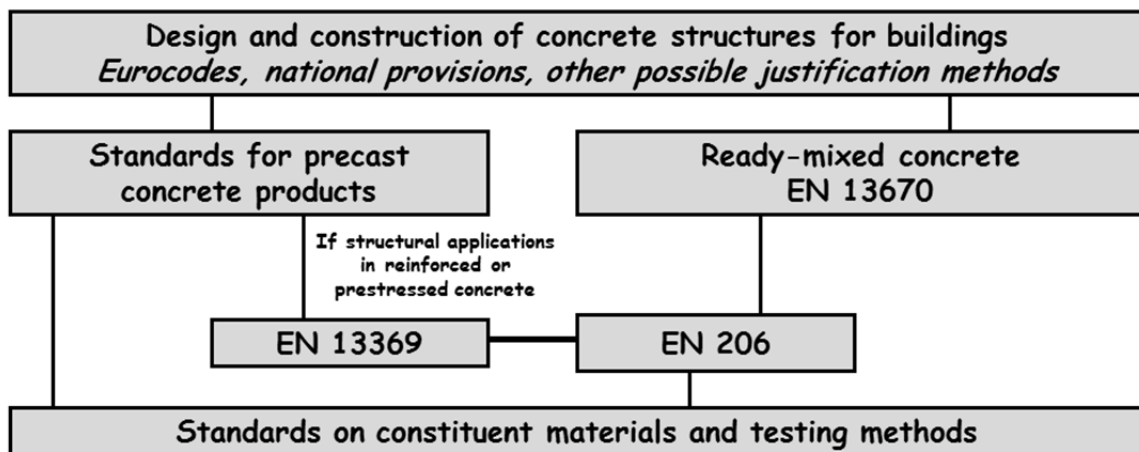 Design and construction of concrete structures for buildings
Eurocodes, national provisions, other possible justification methods
Standards for precast
concrete products
Ready-mixed concrete
EN 13670
If structural applications
in reinforced or
prestressed concrete
EN 13369
EN 206
Standards on constituent materials and testing methods